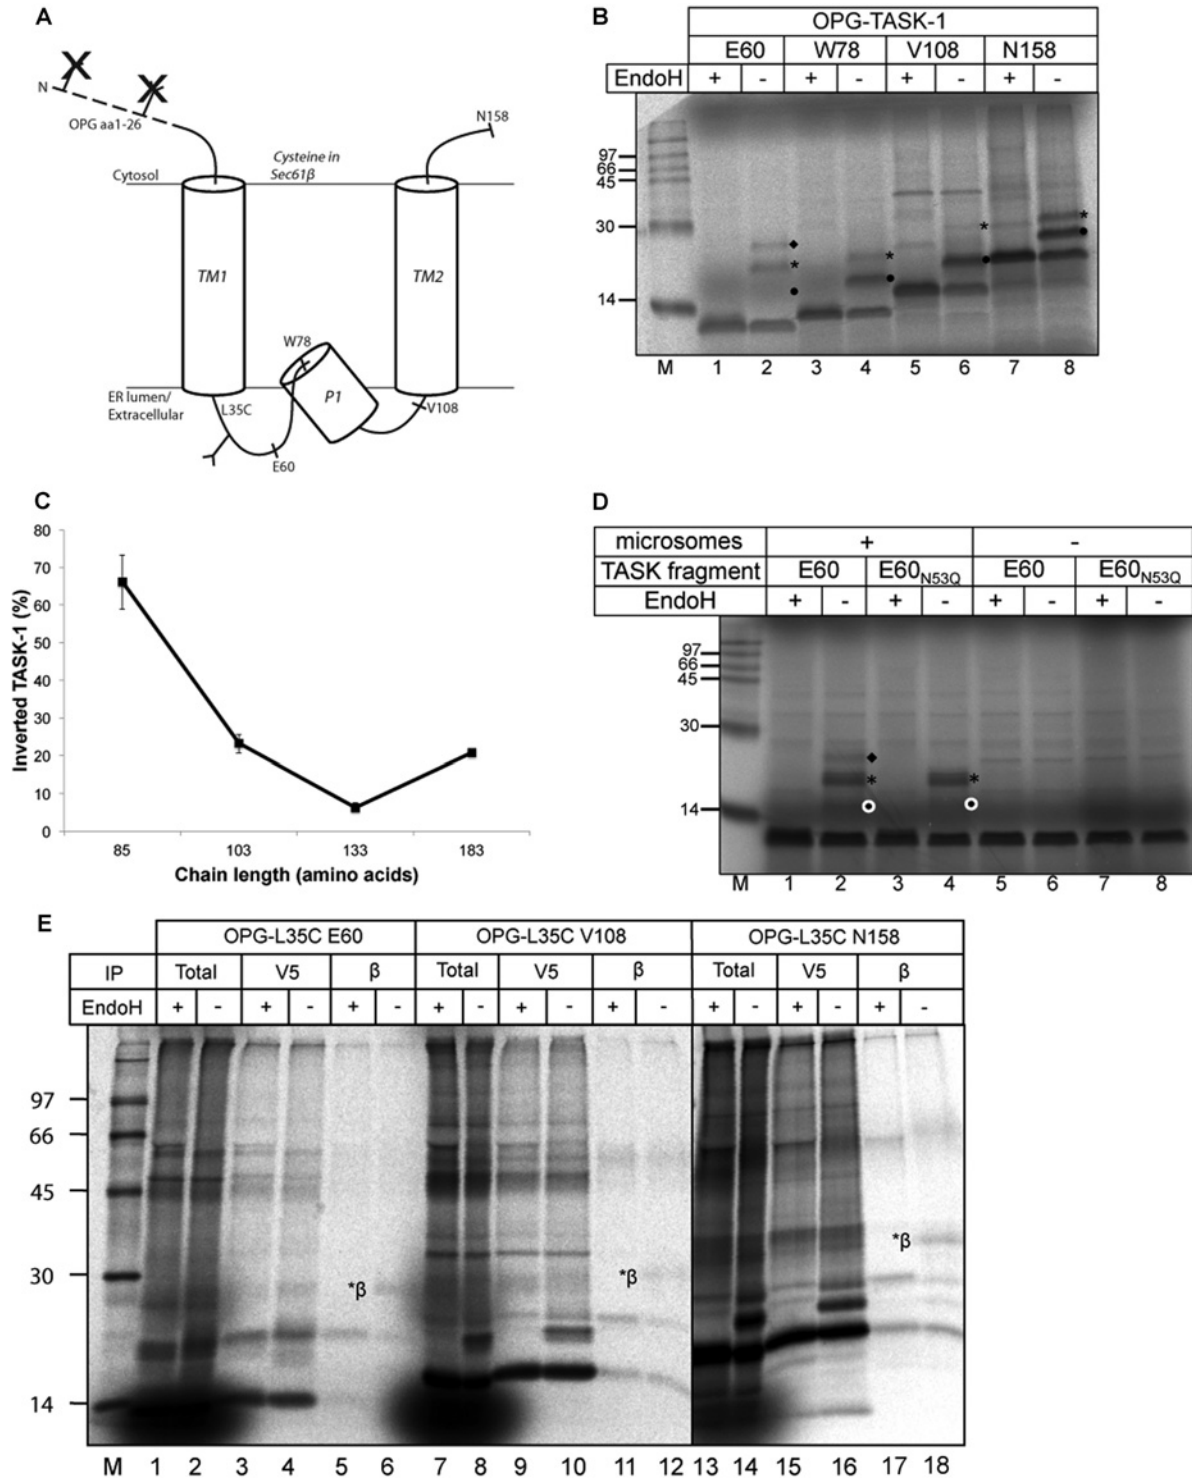 A
N
X
X
OPG aa1-26
N158
Cysteine in
Sec61β
Cytosol
TM1
TM2
W78
P1
ER lumen/
Extracellular
L35C
V108
E60
B
OPG-TASK-1
E60 W78 V108 N158
EndoH + - + - + - + -
97
66
45
30
14
M 1 2 3 4 5 6 7 8
C
Inverted TASK-1 (%)
80
70
60
50
40
30
20
10
0
85 103 133 183
Chain length (amino acids)
D
microsomes + -
TASK fragment E60 E60N53Q E60 E60N53Q
EndoH + - + - + - + -
97
66
45
30
14
M 1 2 3 4 5 6 7 8
E
OPG-L35C E60 OPG-L35C V108 OPG-L35C N158
IP Total V5 β Total V5 β Total V5 β
EndoH + - + - + - + - + - + - + - + - + -
97
66
45
30
14
*β
*β
*β
M 1 2 3 4 5 6 7 8 9 10 11 12 13 14 15 16 17 18